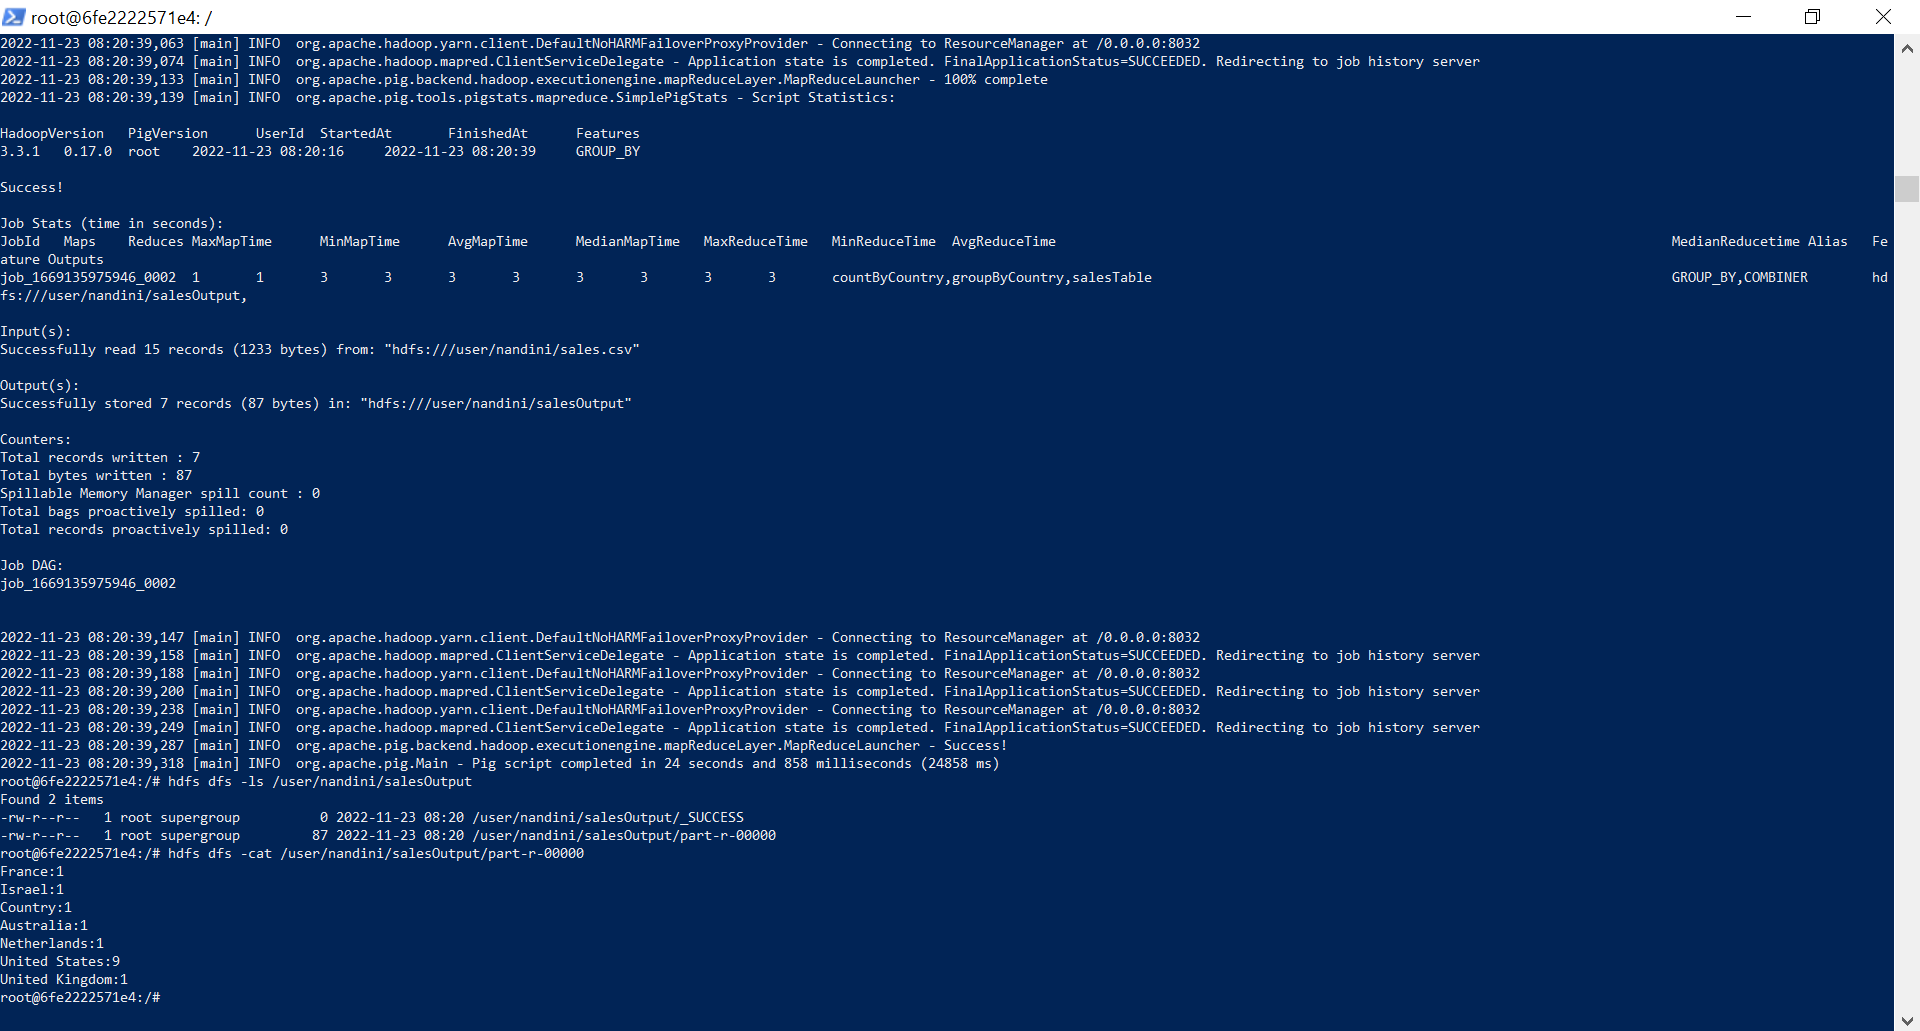 root@6fe2222571e4: /
2022-11-23 08:20:39,063 [main] INFO  org.apache.hadoop.yarn.client.DefaultNoHARMFailoverProxyProvider - Connecting to ResourceManager at /0.0.0.0:8032
2022-11-23 08:20:39,074 [main] INFO  org.apache.hadoop.mapred.ClientServiceDelegate - Application state is completed. FinalApplicationStatus=SUCCEEDED. Redirecting to job history server
2022-11-23 08:20:39,133 [main] INFO  org.apache.pig.backend.hadoop.executionengine.mapReduceLayer.MapReduceLauncher - 100% complete
2022-11-23 08:20:39,139 [main] INFO  org.apache.pig.tools.pigstats.mapreduce.SimplePigStats - Script Statistics:
HadoopVersion   PigVersion      UserId  StartedAt       FinishedAt      Features
3.3.1   0.17.0  root    2022-11-23 08:20:16     2022-11-23 08:20:39     GROUP_BY
Success!
Job Stats (time in seconds):
JobId   Maps    Reduces MaxMapTime      MinMapTime      AvgMapTime      MedianMapTime   MaxReduceTime   MinReduceTime  AvgReduceTime   MedianReducetime Alias   Fe
ature Outputs
job_1669135975946_0002  1       1       3       3       3       3       3       3       3       3       countByCountry,groupByCountry,salesTable   GROUP_BY,COMBINER        hd
fs:///user/nandini/salesOutput,
Input(s):
Successfully read 15 records (1233 bytes) from: "hdfs:///user/nandini/sales.csv"
Output(s):
Successfully stored 7 records (87 bytes) in: "hdfs:///user/nandini/salesOutput"
Counters:
Total records written : 7
Total bytes written : 87
Spillable Memory Manager spill count : 0
Total bags proactively spilled: 0
Total records proactively spilled: 0
Job DAG:
job_1669135975946_0002
2022-11-23 08:20:39,147 [main] INFO  org.apache.hadoop.yarn.client.DefaultNoHARMFailoverProxyProvider - Connecting to ResourceManager at /0.0.0.0:8032
2022-11-23 08:20:39,158 [main] INFO  org.apache.hadoop.mapred.ClientServiceDelegate - Application state is completed. FinalApplicationStatus=SUCCEEDED. Redirecting to job history server
2022-11-23 08:20:39,188 [main] INFO  org.apache.hadoop.yarn.client.DefaultNoHARMFailoverProxyProvider - Connecting to ResourceManager at /0.0.0.0:8032
2022-11-23 08:20:39,200 [main] INFO  org.apache.hadoop.mapred.ClientServiceDelegate - Application state is completed. FinalApplicationStatus=SUCCEEDED. Redirecting to job history server
2022-11-23 08:20:39,238 [main] INFO  org.apache.hadoop.yarn.client.DefaultNoHARMFailoverProxyProvider - Connecting to ResourceManager at /0.0.0.0:8032
2022-11-23 08:20:39,249 [main] INFO  org.apache.hadoop.mapred.ClientServiceDelegate - Application state is completed. FinalApplicationStatus=SUCCEEDED. Redirecting to job history server
2022-11-23 08:20:39,287 [main] INFO  org.apache.pig.backend.hadoop.executionengine.mapReduceLayer.MapReduceLauncher - Success!
2022-11-23 08:20:39,318 [main] INFO  org.apache.pig.Main - Pig script completed in 24 seconds and 858 milliseconds (24858 ms)
root@6fe2222571e4:/# hdfs dfs -ls /user/nandini/salesOutput
Found 2 items
-rw-r--r--   1 root supergroup          0 2022-11-23 08:20 /user/nandini/salesOutput/_SUCCESS
-rw-r--r--   1 root supergroup         87 2022-11-23 08:20 /user/nandini/salesOutput/part-r-00000
root@6fe2222571e4:/# hdfs dfs -cat /user/nandini/salesOutput/part-r-00000
France:1
Israel:1
Country:1
Australia:1
Netherlands:1
United States:9
United Kingdom:1
root@6fe2222571e4:/#